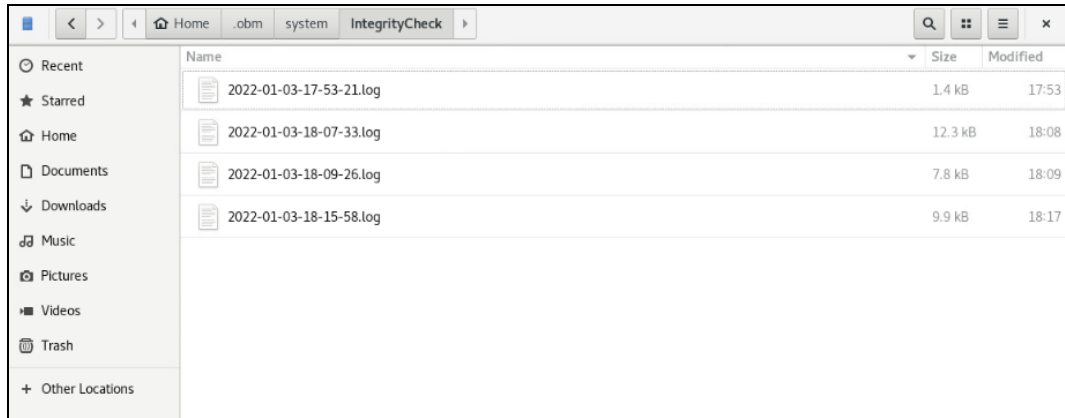 Home .obm system IntegrityCheck
Recent
Starred
Home
Documents
Downloads
Music
Pictures
Videos
Trash
+ Other Locations
Name Size Modified
2022-01-03-17-53-21.log 1.4 kB 17:53
2022-01-03-18-07-33.log 12.3 kB 18:08
2022-01-03-18-09-26.log 7.8 kB 18:09
2022-01-03-18-15-58.log 9.9 kB 18:17